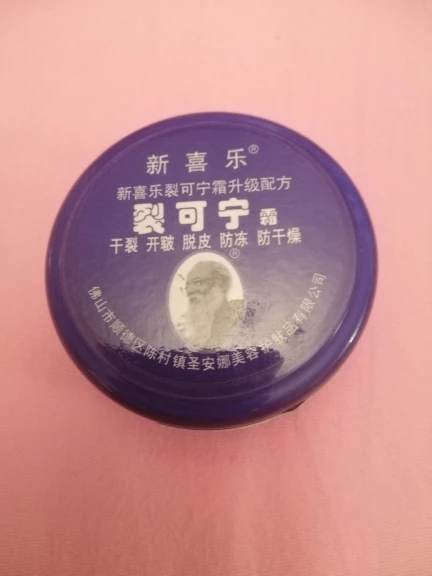 新喜乐®
新喜乐裂可宁霜升级配方
裂可宁霜
干裂 开皲 脱皮 防冻 防干燥
®
佛山市顺德区陈村镇圣安娜美容护肤品有限公司